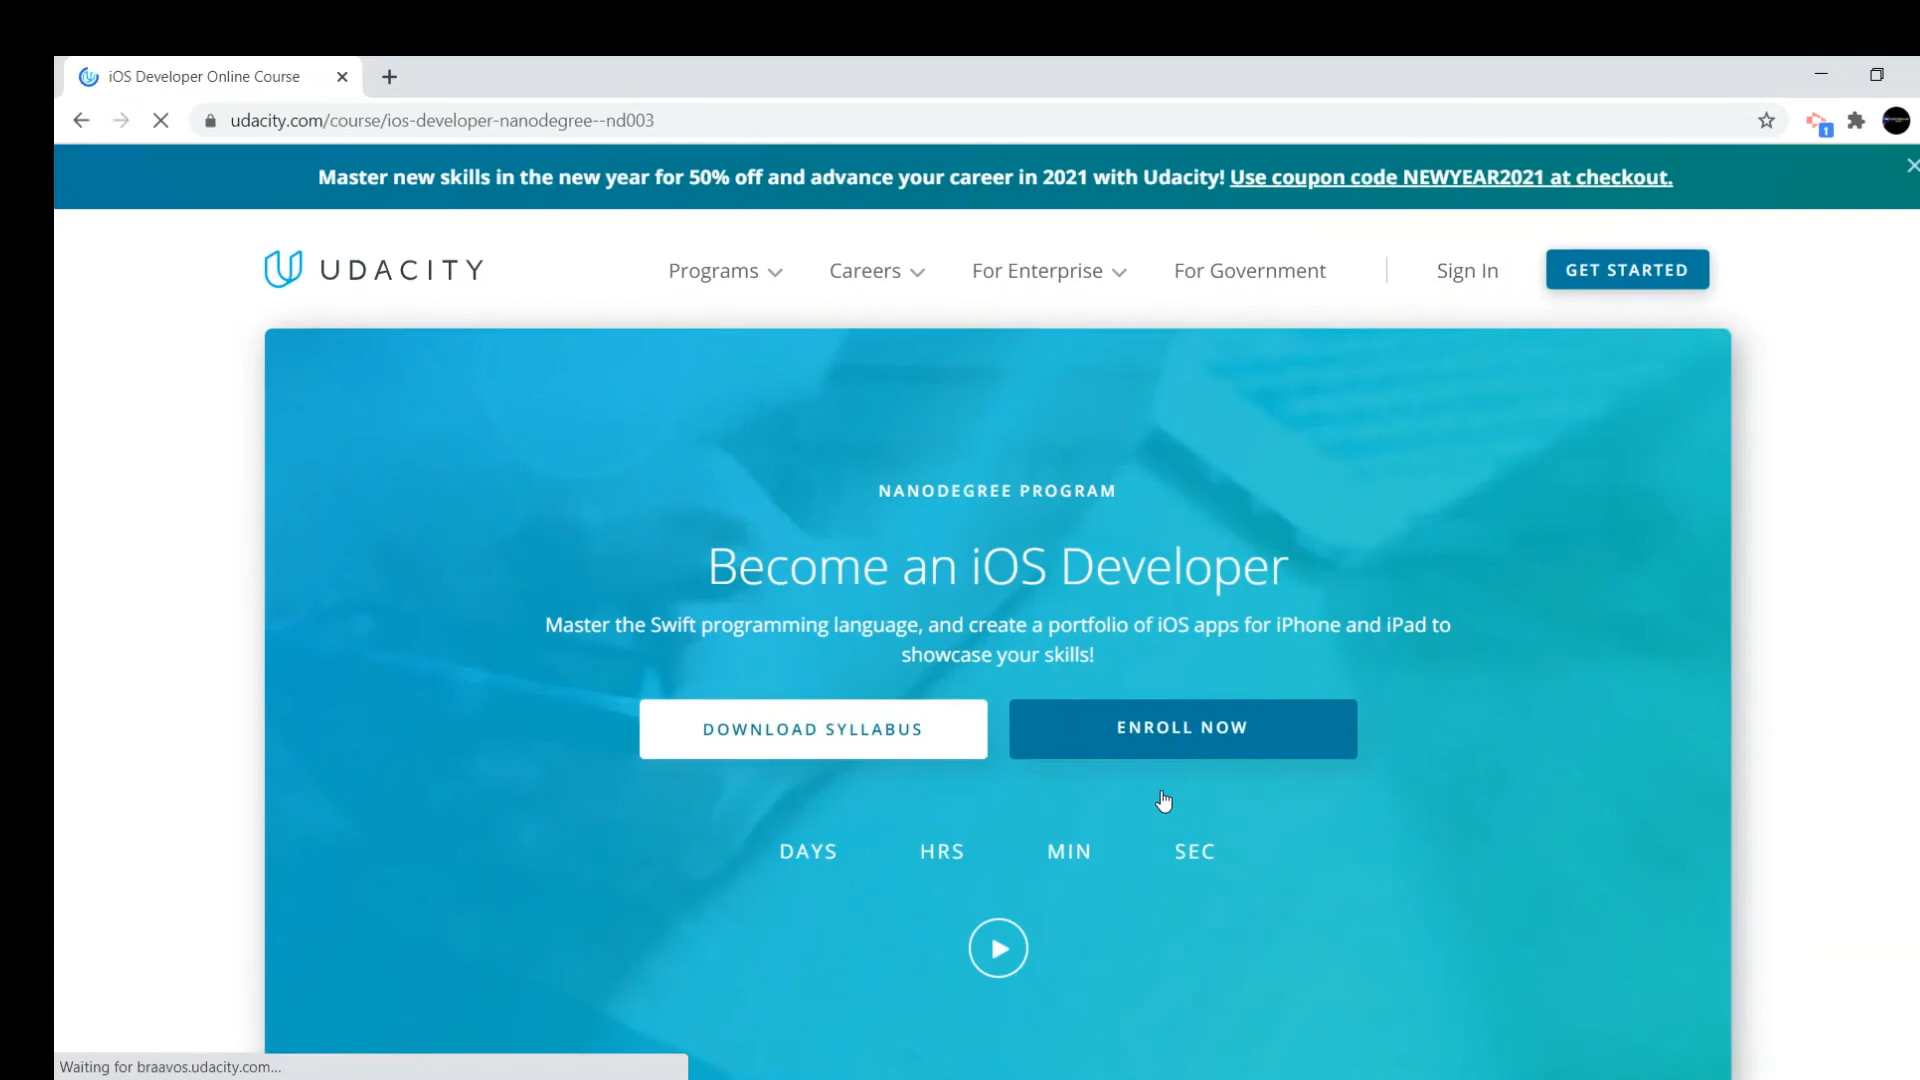 iOS Developer Online Course
udacity.com/course/ios-developer-nanodegree--nd003
1
Master new skills in the new year for 50% off and advance your career in 2021 with Udacity! Use coupon code NEWYEAR2021 at checkout.
UDACITY
Programs
Careers
For Enterprise
For Government
Sign In
GET STARTED
NANODEGREE PROGRAM
Become an iOS Developer
Master the Swift programming language, and create a portfolio of iOS apps for iPhone and iPad to
showcase your skills!
DOWNLOAD SYLLABUS
ENROLL NOW
DAYS HRS MIN SEC
Waiting for braavos.udacity.com...